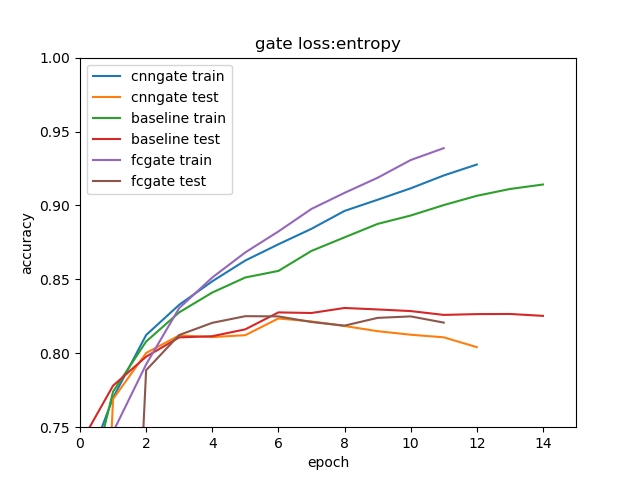 gate loss:entropy
1.00
0.95
0.90
0.85
0.80
0.75
accuracy
cnngate train
cnngate test
baseline train
baseline test
fcgate train
fcgate test
0 2 4 6 8 10 12 14
epoch